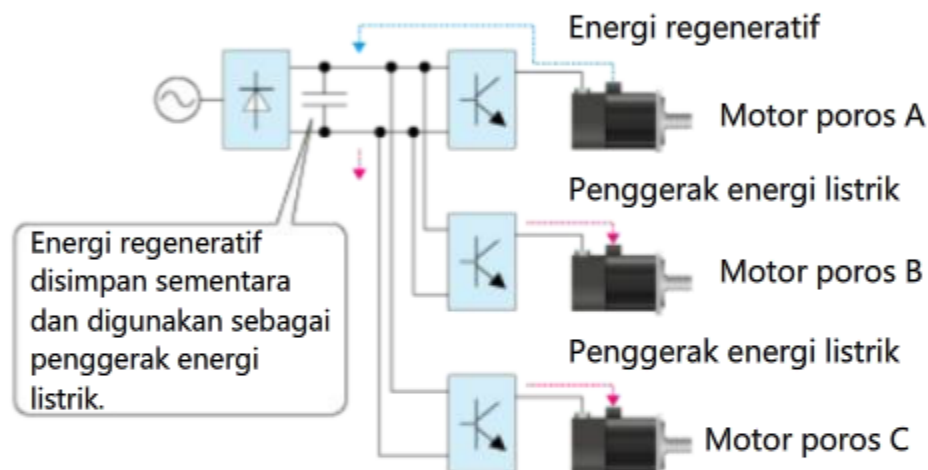 Energi regeneratif
Motor poros A
Penggerak energi listrik
Energi regeneratif
disimpan sementara
dan digunakan sebagai
penggerak energi
listrik.
Motor poros B
Penggerak energi listrik
Motor poros C